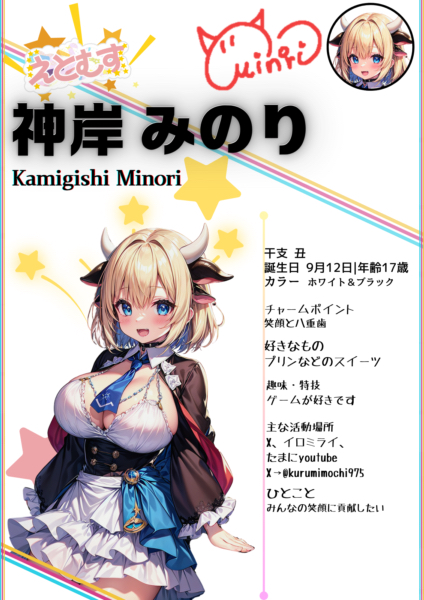 えとむす
Minori
神岸 みのり
Kamigishi Minori
干支 丑
誕生日 9月12日|年齢17歳
カラー ホワイト&ブラック
チャームポイント
笑顔と八重歯
好きなもの
プリンなどのスイーツ
趣味・特技
ゲームが好きです
主な活動場所
X、イロミライ、
たまにyoutube
X→@kurumimochi975
ひとこと
みんなの笑顔に貢献したい